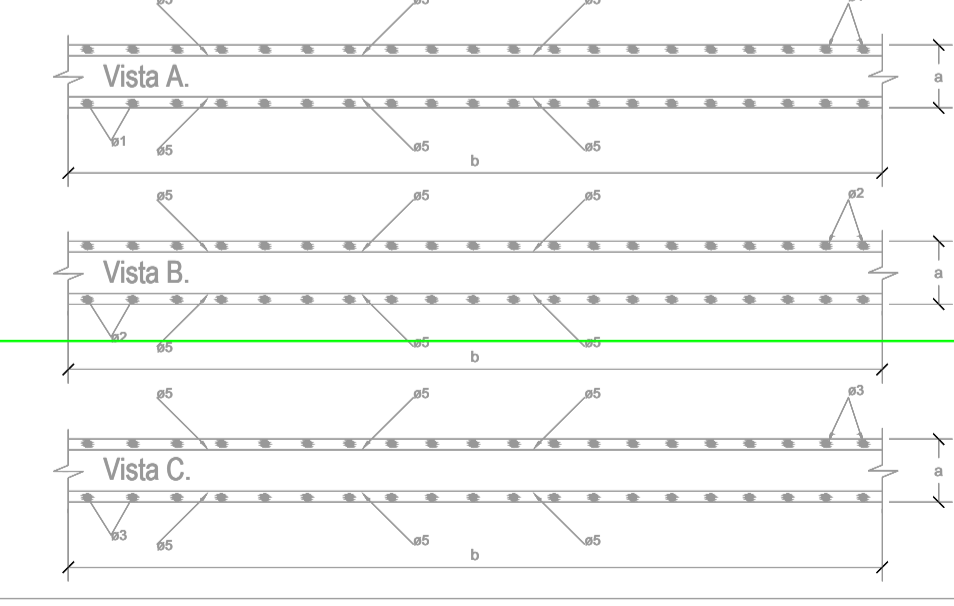 ø5 ø5 ø5
Vista A.
a
ø1 ø5 ø5 ø5
b
ø5 ø5 ø5 ø2
Vista B.
a
ø2 ø5 ø5 ø5
b
ø5 ø5 ø5 ø3
Vista C.
a
ø3 ø5 ø5 ø5
b